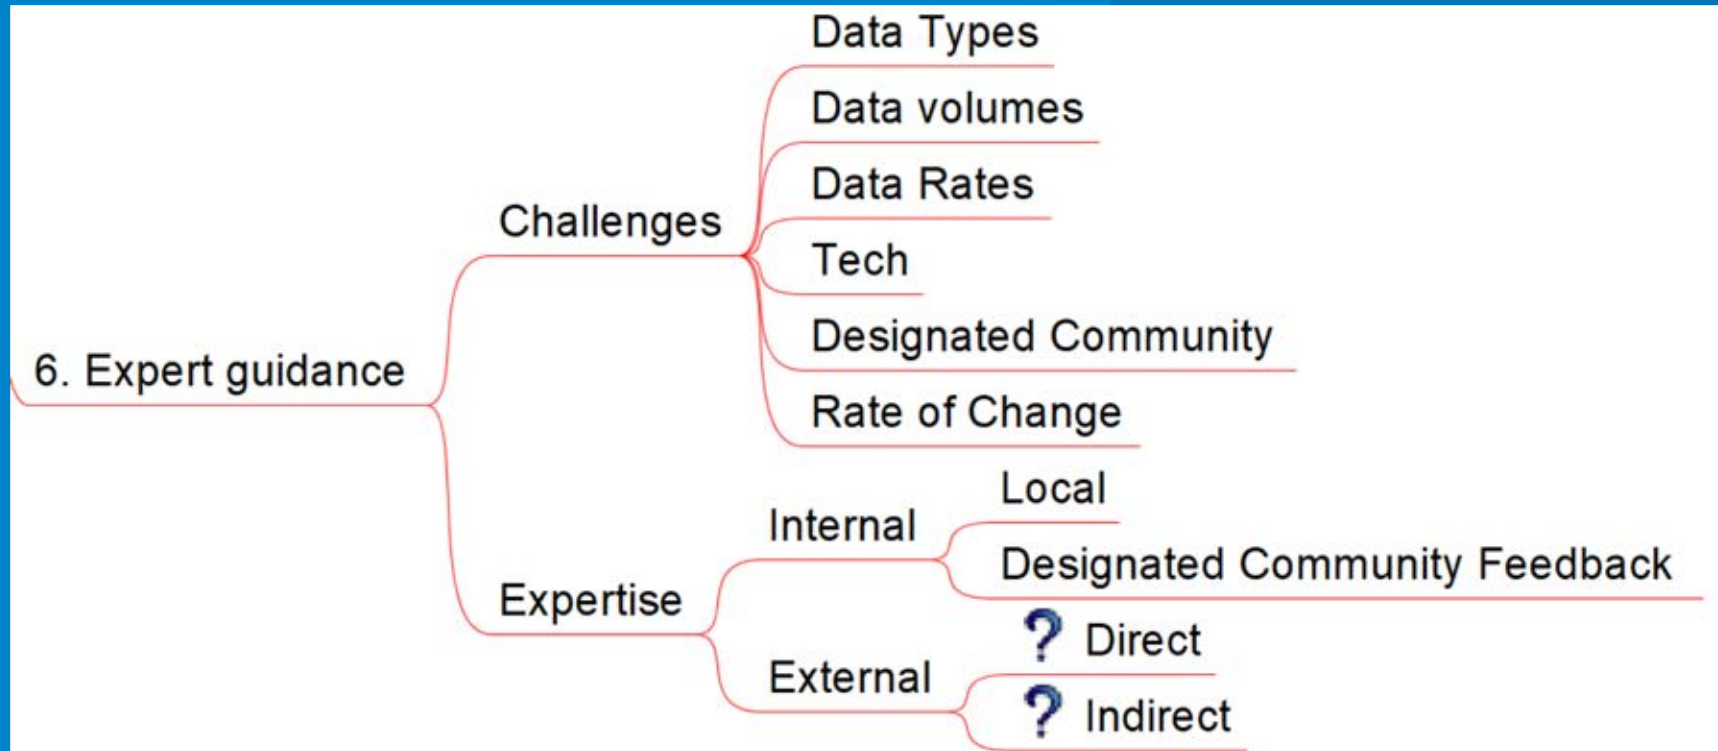 6. Expert guidance
Challenges
Data Types
Data volumes
Data Rates
Tech
Designated Community
Rate of Change
Expertise
Internal
Local
Designated Community Feedback
External
? Direct
? Indirect